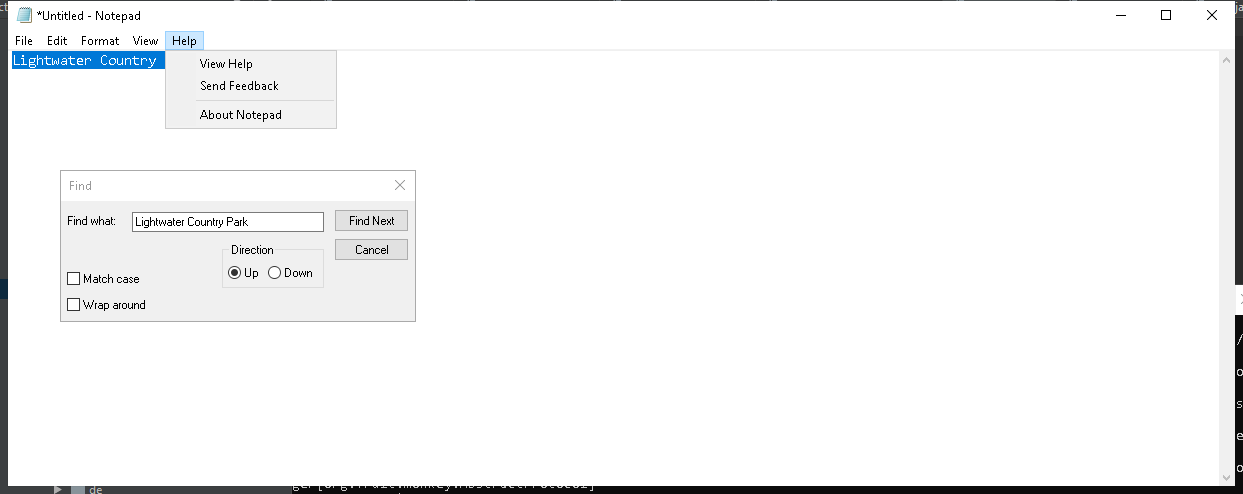 *Untitled - Notepad
File Edit Format View Help
Lightwater Country
View Help
Send Feedback
About Notepad
Find
Find what: Lightwater Country Park Find Next
Direction Cancel
Up Down
Match case
Wrap around
de